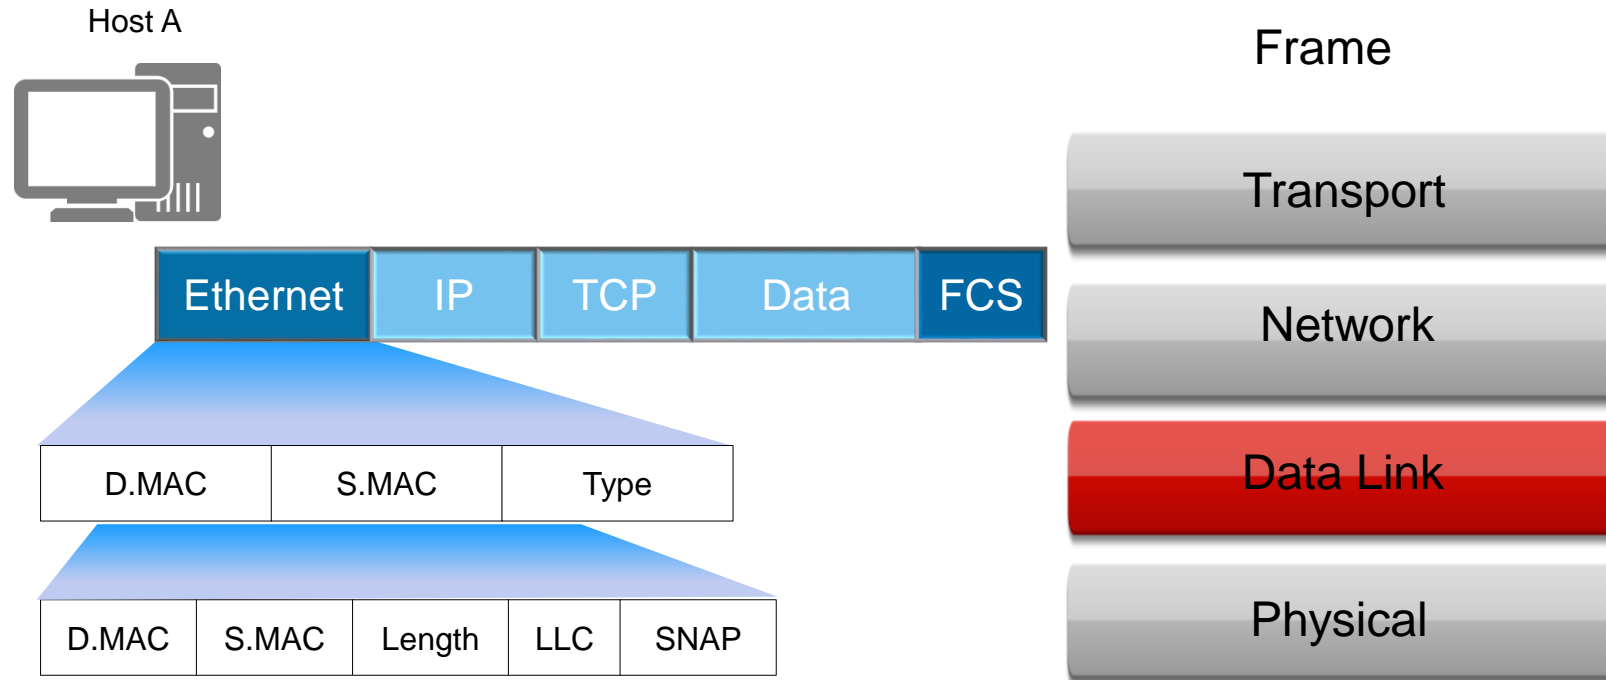 Host A
Frame
Transport
Ethernet IP TCP Data FCS
Network
D.MAC S.MAC Type
Data Link
D.MAC S.MAC Length LLC SNAP
Physical